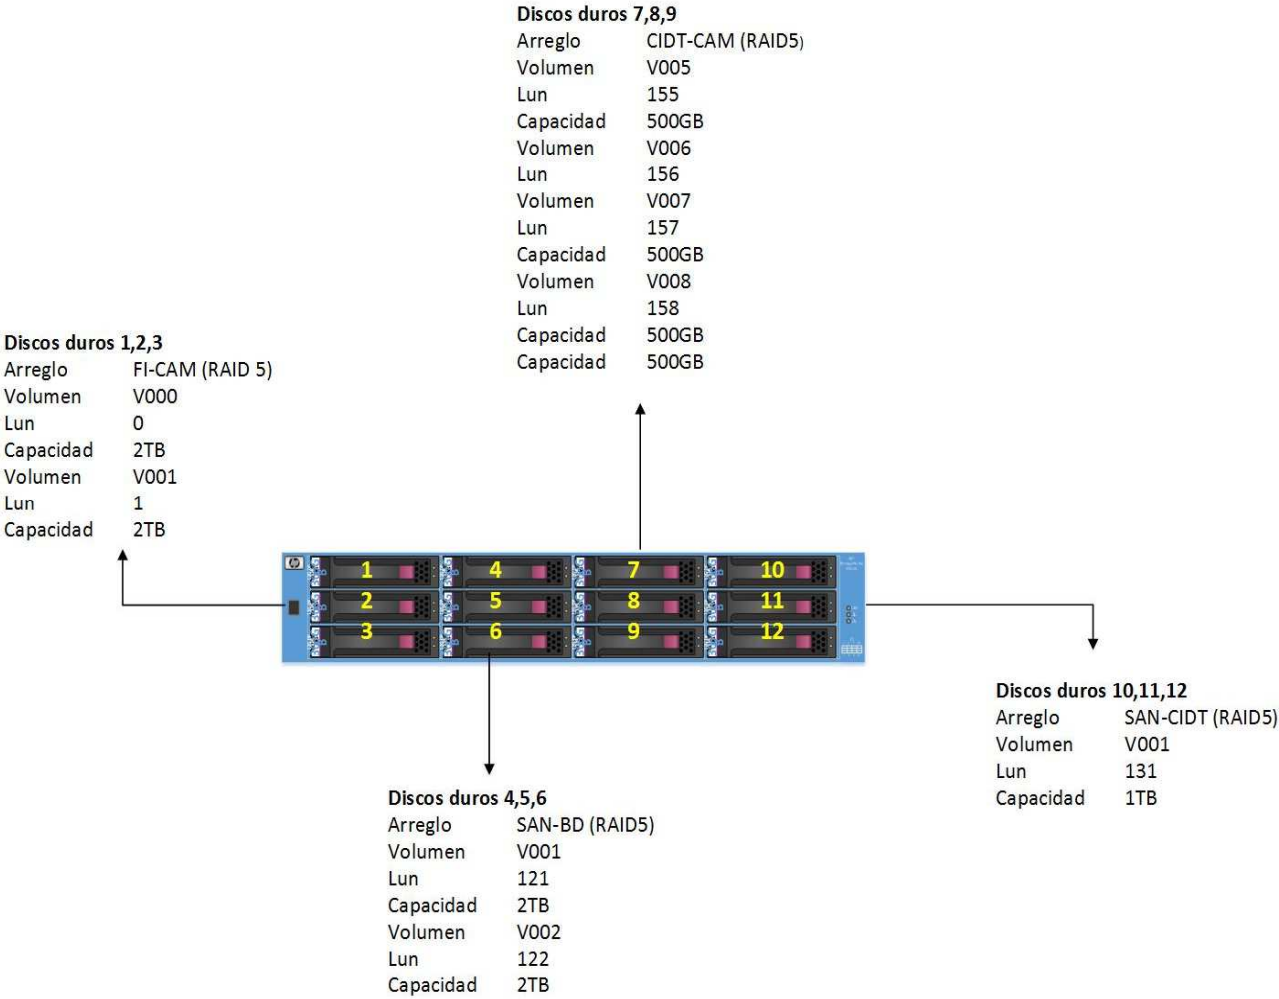 Discos duros 7,8,9
Arreglo CIDT-CAM (RAID5)
Volumen V005
Lun 155
Capacidad 500GB
Volumen V006
Lun 156
Volumen V007
Lun 157
Capacidad 500GB
Volumen V008
Lun 158
Capacidad 500GB
Capacidad 500GB
Discos duros 1,2,3
Arreglo FI-CAM (RAID 5)
Volumen V000
Lun 0
Capacidad 2TB
Volumen V001
Lun 1
Capacidad 2TB
hp
1 4 7 10
2 5 8 11
3 6 9 12
Discos duros 10,11,12
Arreglo SAN-CIDT (RAID5)
Volumen V001
Lun 131
Capacidad 1TB
Discos duros 4,5,6
Arreglo SAN-BD (RAID5)
Volumen V001
Lun 121
Capacidad 2TB
Volumen V002
Lun 122
Capacidad 2TB